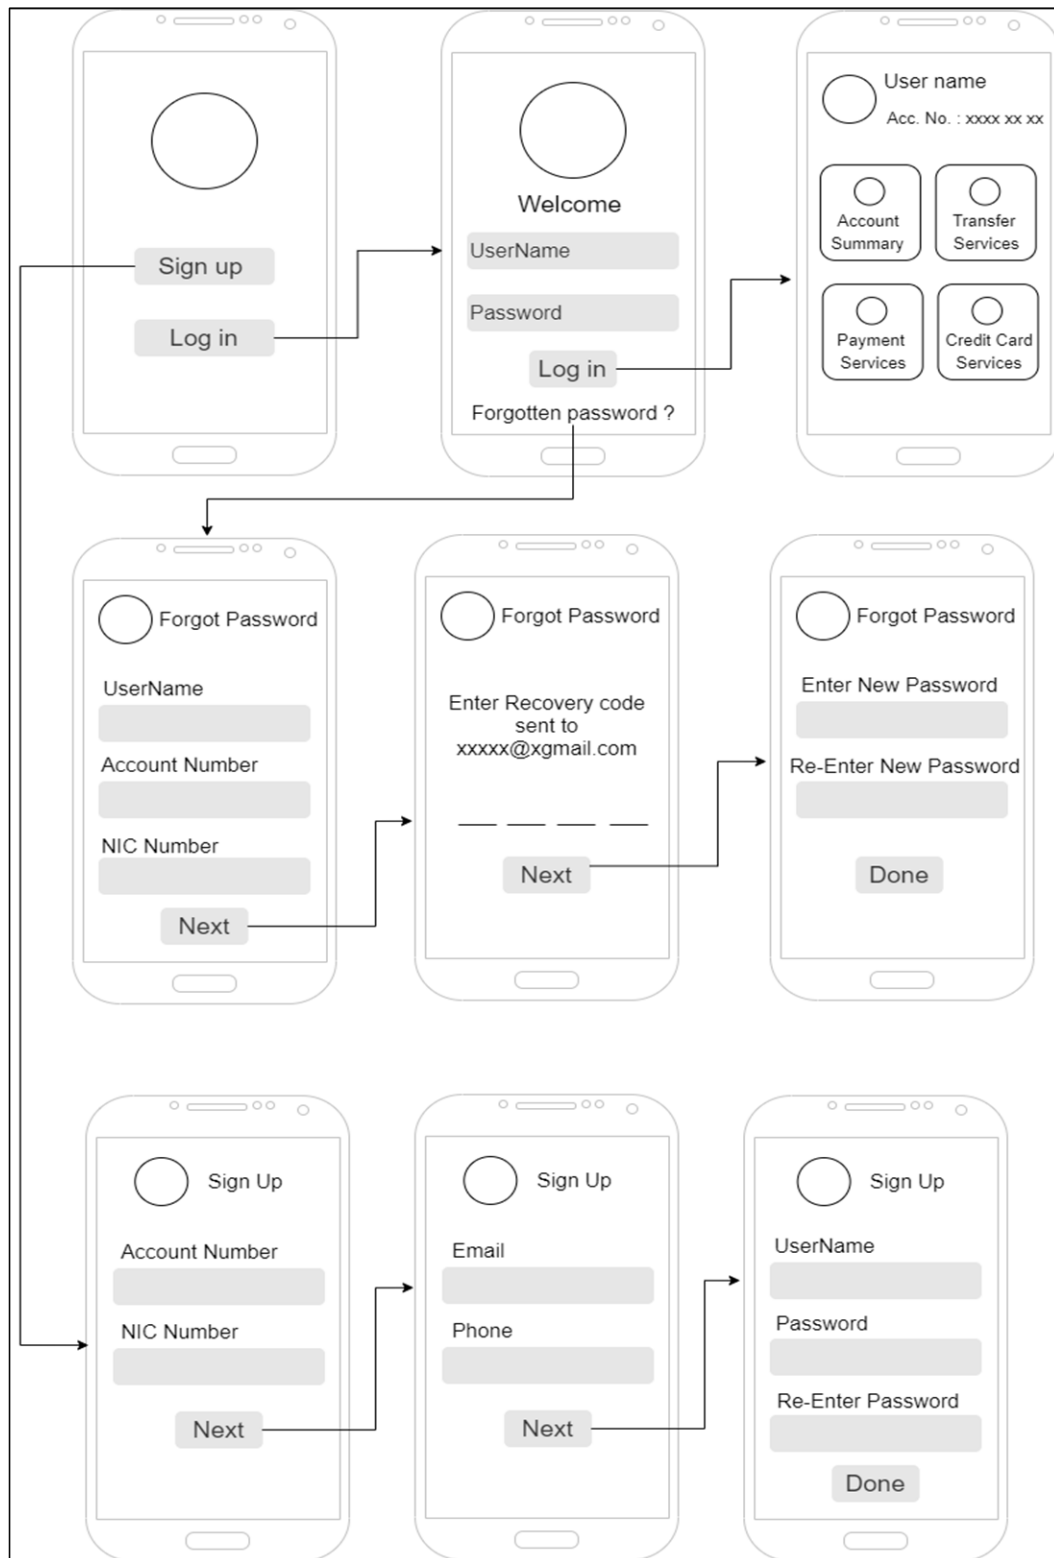 Sign up
Log in
Welcome
UserName
Password
Log in
Forgotten password ?
User name
Acc. No. : xxxx xx xx
Account
Summary
Transfer
Services
Payment
Services
Credit Card
Services
Forgot Password
UserName
Account Number
NIC Number
Next
Forgot Password
Enter Recovery code
sent to
xxxxx@xgmail.com
Next
Forgot Password
Enter New Password
Re-Enter New Password
Done
Sign Up
Account Number
NIC Number
Next
Sign Up
Email
Phone
Next
Sign Up
UserName
Password
Re-Enter Password
Done